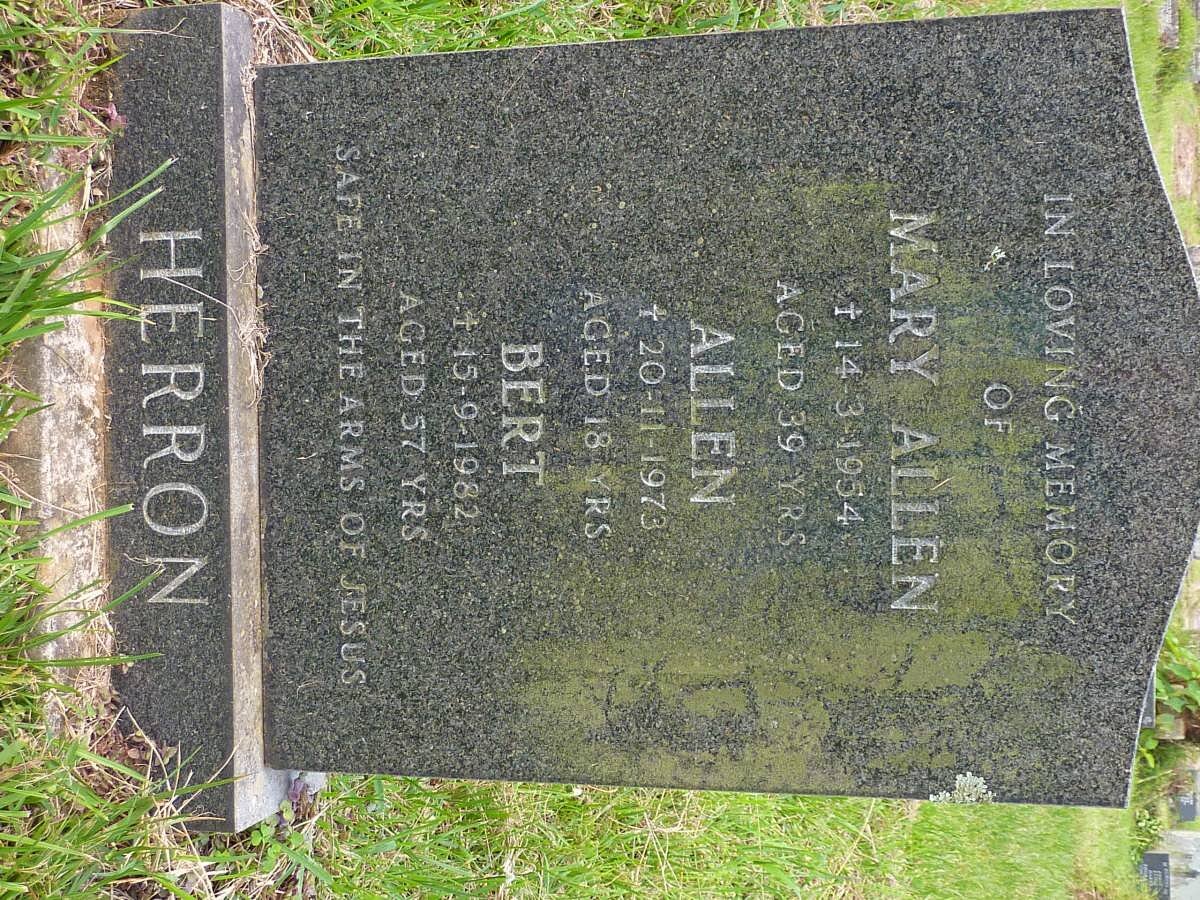 IN LOVING MEMORY
OF
MARY ALLEN
✝ 14-3-1954
AGED 39 YRS
ALLEN
✝ 20-11-1973
AGED 18 YRS
BERT
✝ 15-9-1982
AGED 57 YRS
SAFE IN THE ARMS OF JESUS
HERRON